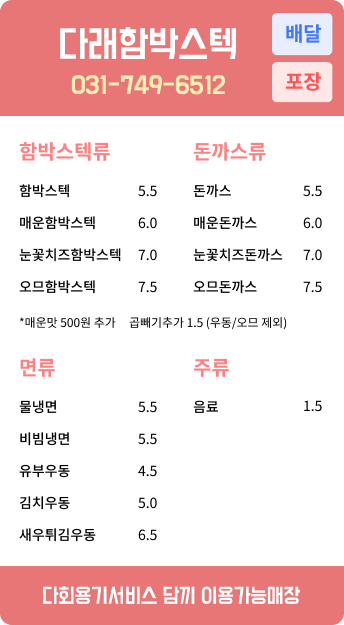 다래함박스텍
031-749-6512
배달
포장
함박스텍류
함박스텍 5.5
매운함박스텍 6.0
눈꽃치즈함박스텍 7.0
오므함박스텍 7.5
돈까스류
돈까스 5.5
매운돈까스 6.0
눈꽃치즈돈까스 7.0
오므돈까스 7.5
*매운맛 500원 추가 곱빼기추가 1.5 (우동/오므 제외)
면류
물냉면 5.5
비빔냉면 5.5
유부우동 4.5
김치우동 5.0
새우튀김우동 6.5
주류
음료 1.5
다회용기서비스 담끼 이용가능매장